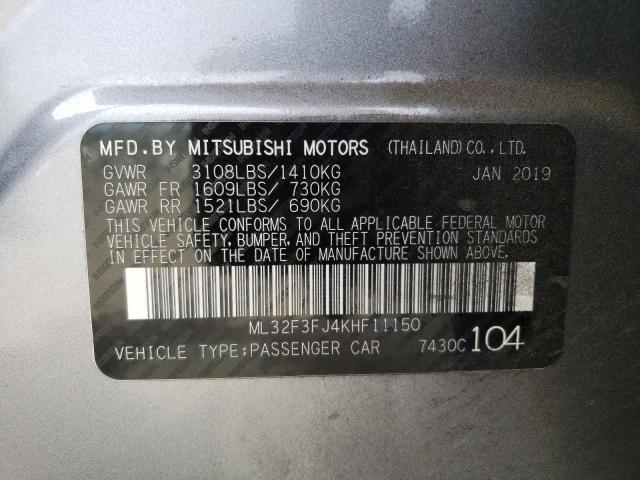 MFD.BY MITSUBISHI MOTORS (THAILAND)CO.,LTD.
GVWR 3108LBS/1410KG JAN 2019
GAWR FR 1609LBS/ 730KG
GAWR RR 1521LBS/ 690KG
THIS VEHICLE CONFORMS TO ALL APPLICABLE FEDERAL MOTOR
VEHICLE SAFETY, BUMPER, AND THEFT PREVENTION STANDARDS
IN EFFECT ON THE DATE OF MANUFACTURE SHOWN ABOVE.
ML32F3FJ4KHF11150
VEHICLE TYPE:PASSENGER CAR 7430C 104